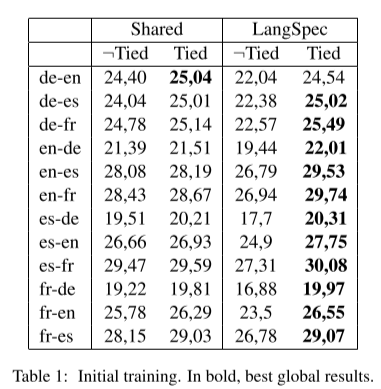 Shared LangSpec
¬Tied Tied ¬Tied Tied
de-en 24,40 25,04 22,04 24,54
de-es 24,04 25,01 22,38 25,02
de-fr 24,78 25,14 22,57 25,49
en-de 21,39 21,51 19,44 22,01
en-es 28,08 28,19 26,79 29,53
en-fr 28,43 28,67 26,94 29,74
es-de 19,51 20,21 17,7 20,31
es-en 26,66 26,93 24,9 27,75
es-fr 29,47 29,59 27,31 30,08
fr-de 19,22 19,81 16,88 19,97
fr-en 25,78 26,29 23,5 26,55
fr-es 28,15 29,03 26,78 29,07
Table 1: Initial training. In bold, best global results.